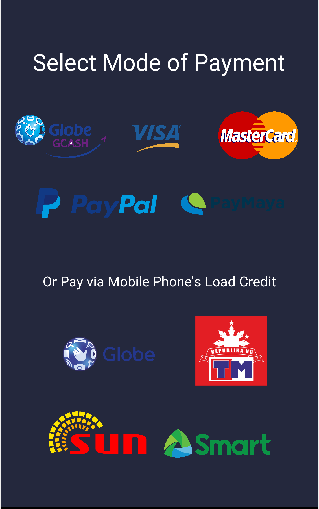 Select Mode of Payment
Globe
GCASH
VISA
MasterCard
PayPal
PayMaya
Or Pay via Mobile Phone's Load Credit
Globe
REPUBLIKA NG
TM
sun
Smart